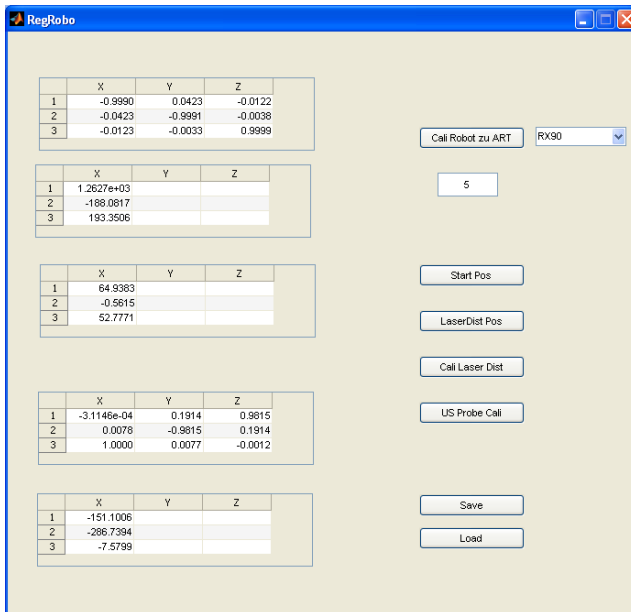 RegRobo
X Y Z
1 -0.9990 0.0423 -0.0122
2 -0.0423 -0.9991 -0.0038
3 -0.0123 -0.0033 0.9999
Cali Robot zu ART RX90
X Y Z
1 1.2627e+03
2 -188.0817
3 193.3506
5
X Y Z
1 64.9383
2 -0.5615
3 52.7771
Start Pos
LaserDist Pos
Cali Laser Dist
X Y Z
1 -3.1146e-04 0.1914 0.9815
2 0.0078 -0.9815 0.1914
3 1.0000 0.0077 -0.0012
US Probe Cali
X Y Z
1 -151.1006
2 -286.7394
3 -7.5799
Save
Load